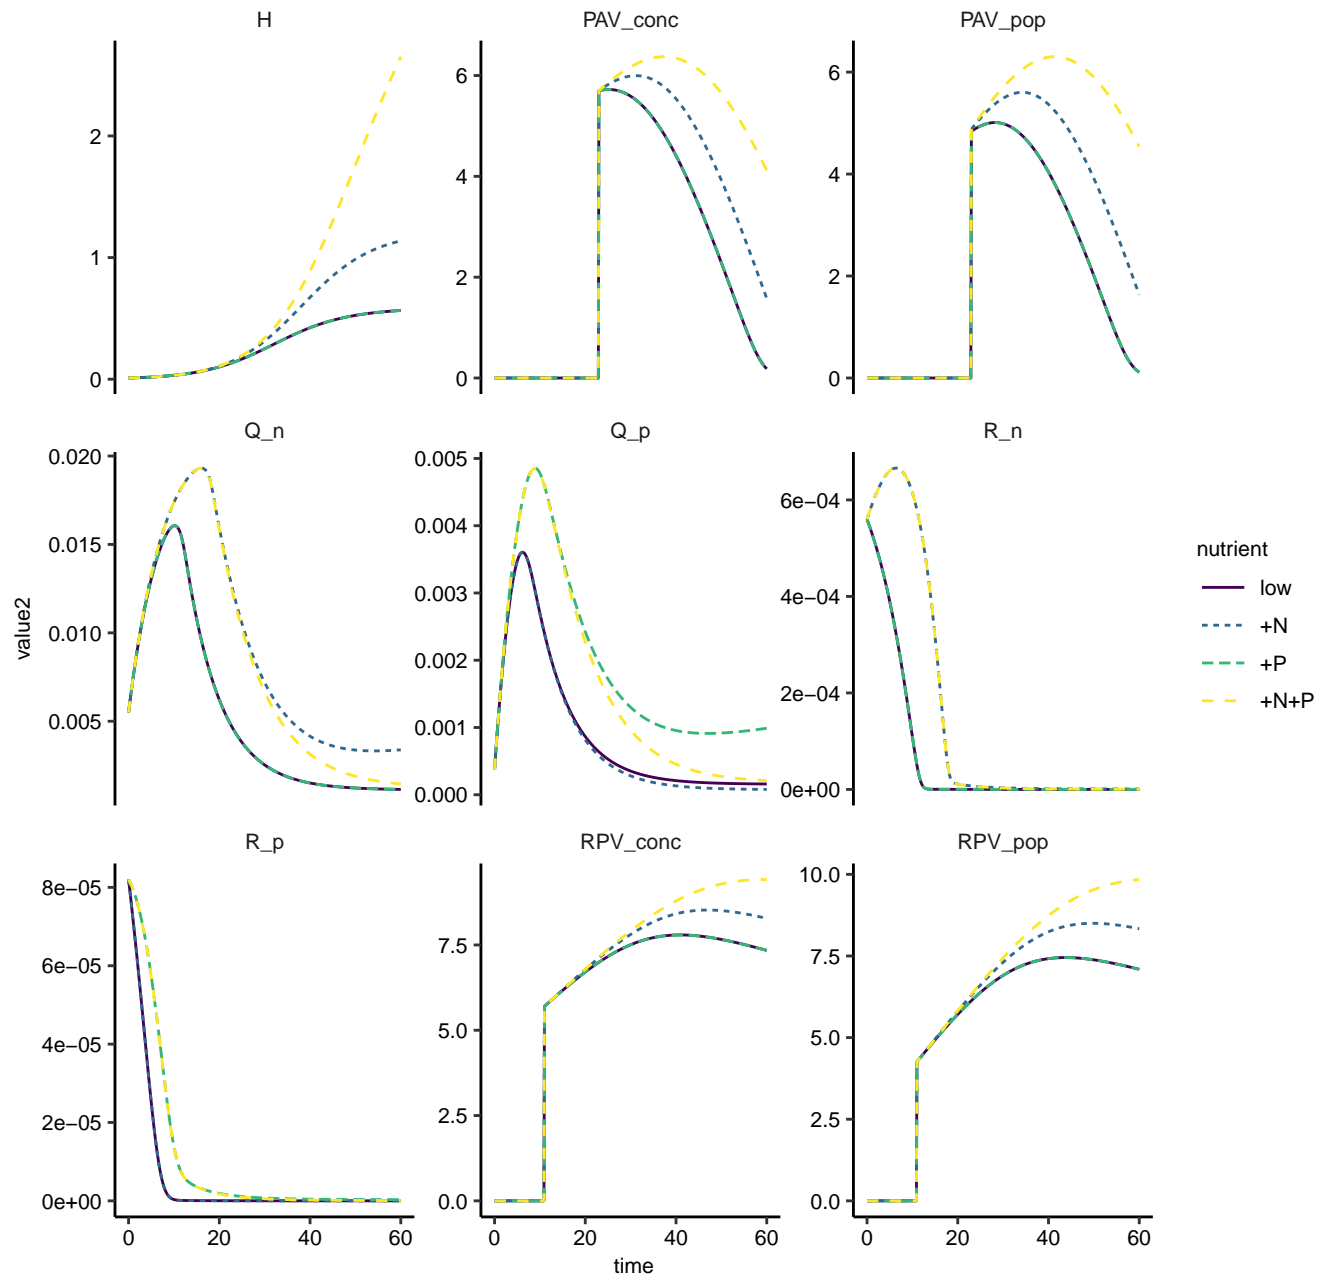 H
PAV_conc
PAV_pop
2
1
0
6
4
2
0
6
4
2
0
Q_n
Q_p
R_n
0.020
0.015
0.010
0.005
0.005
0.004
0.003
0.002
0.001
0.000
6e−04
4e−04
2e−04
0e+00
value2
nutrient
low
+N
+P
+N+P
R_p
RPV_conc
RPV_pop
8e−05
6e−05
4e−05
2e−05
0e+00
7.5
5.0
2.5
0.0
10.0
7.5
5.0
2.5
0.0
0 20 40 60
0 20 40 60
0 20 40 60
time